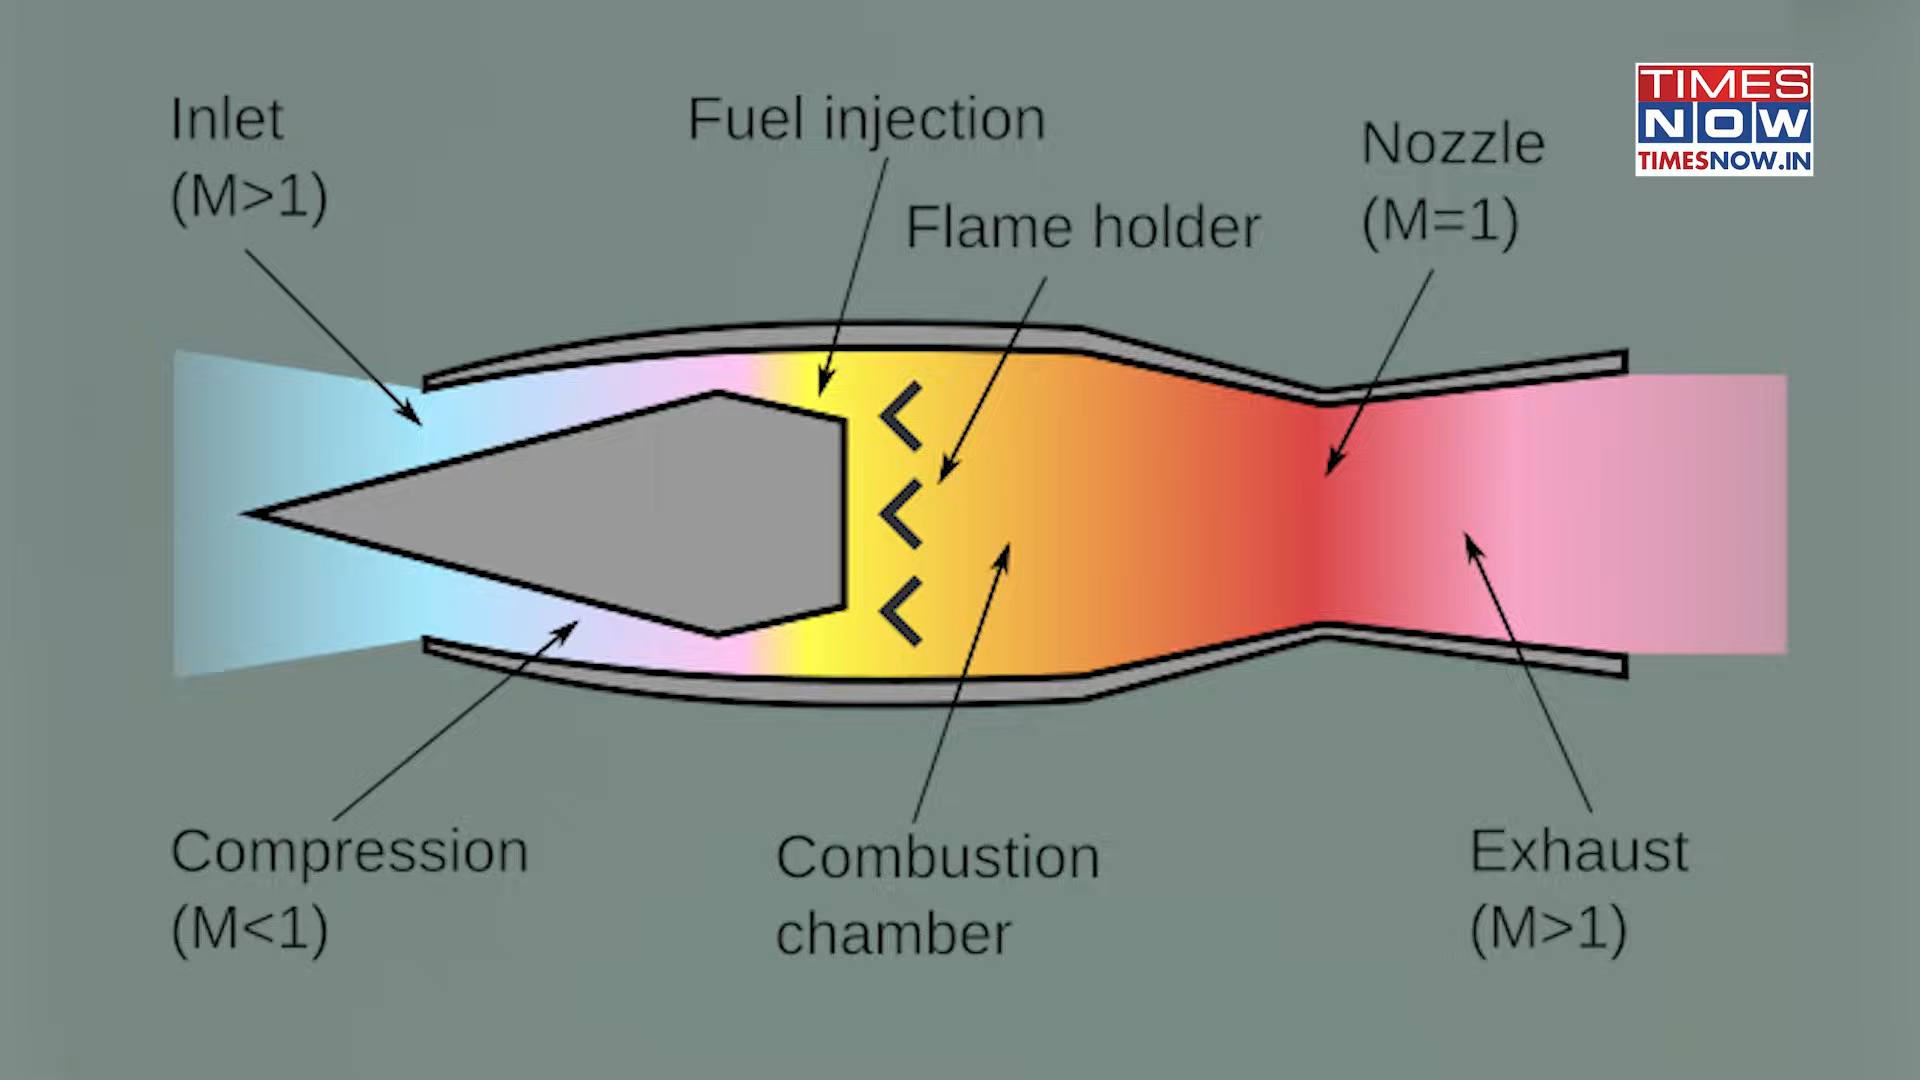 Inlet
(M>1)
Fuel injection
Flame holder
Nozzle
(M=1)
TIMES
NOW
TIMESNOW.IN
Compression
(M<1)
Combustion
chamber
Exhaust
(M>1)